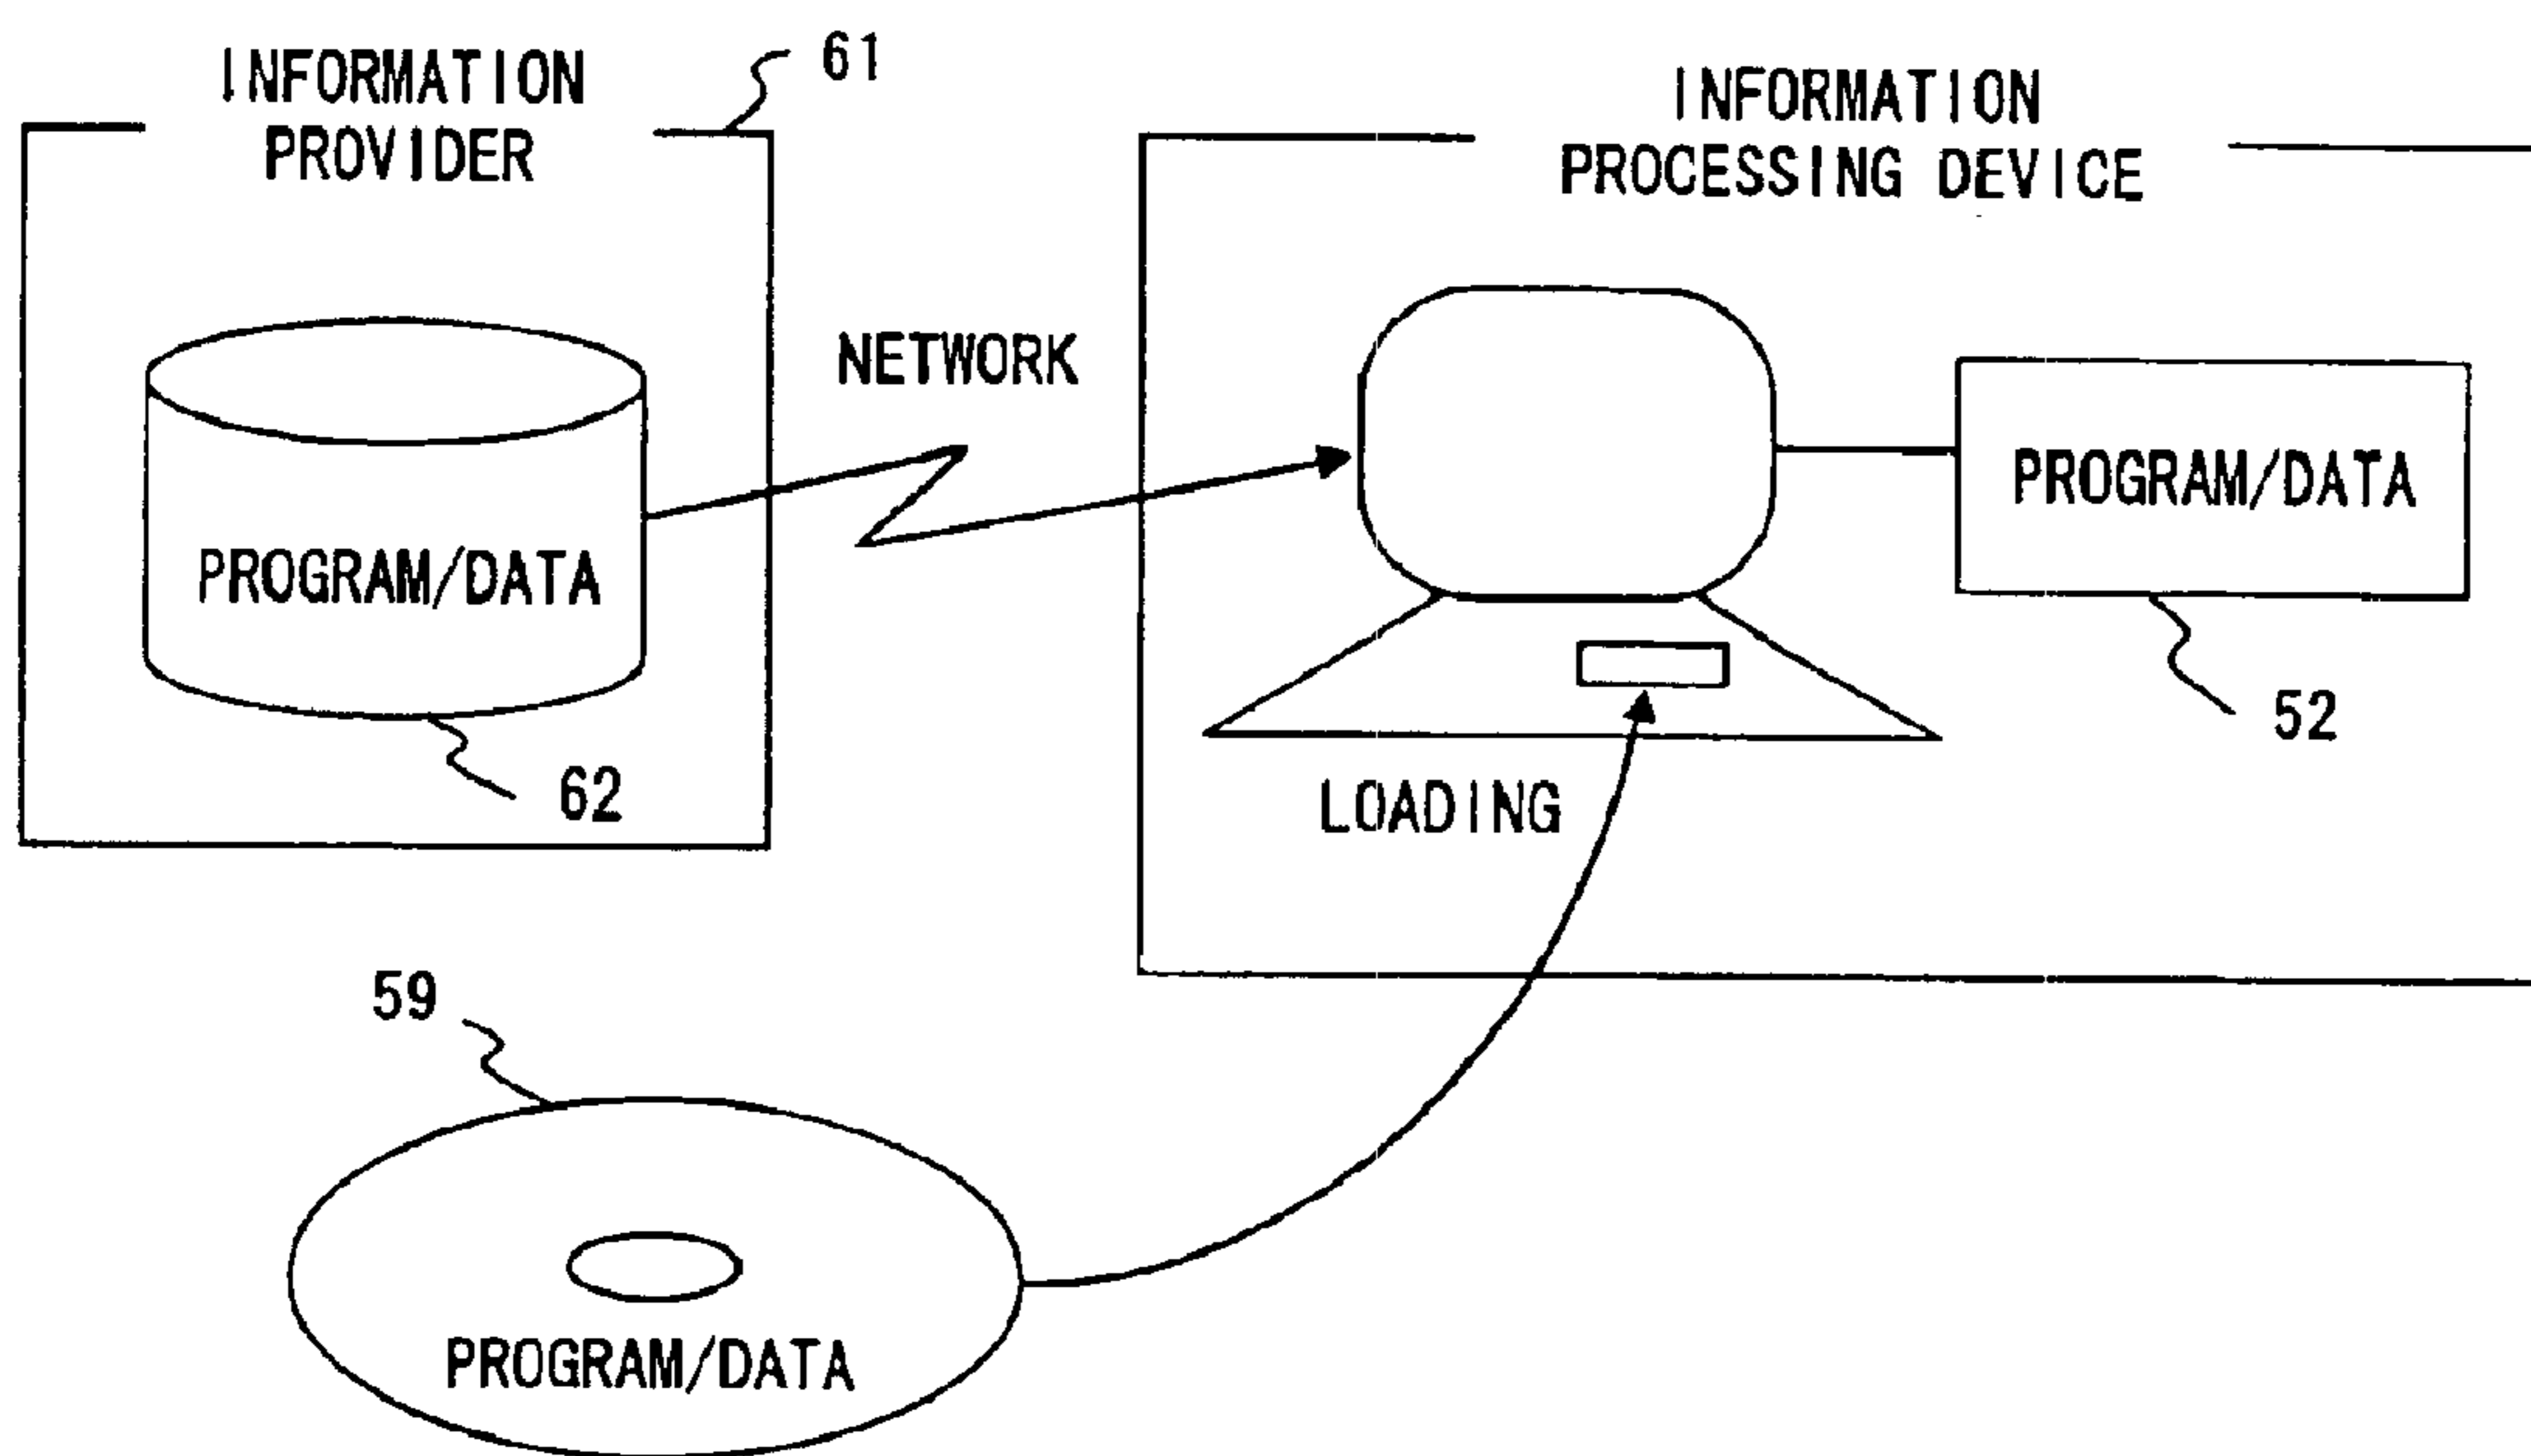 INFORMATION
PROVIDER
61
INFORMATION
PROCESSING DEVICE
NETWORK
PROGRAM/DATA
PROGRAM/DATA
62
52
LOADING
59
PROGRAM/DATA